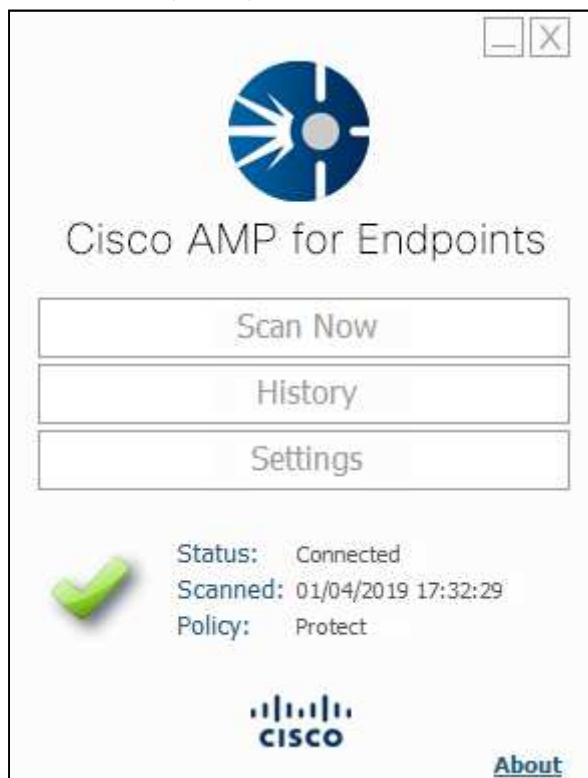 Cisco AMP for Endpoints
Scan Now
History
Settings
Status: Connected
Scanned: 01/04/2019 17:32:29
Policy: Protect
CISCO
About